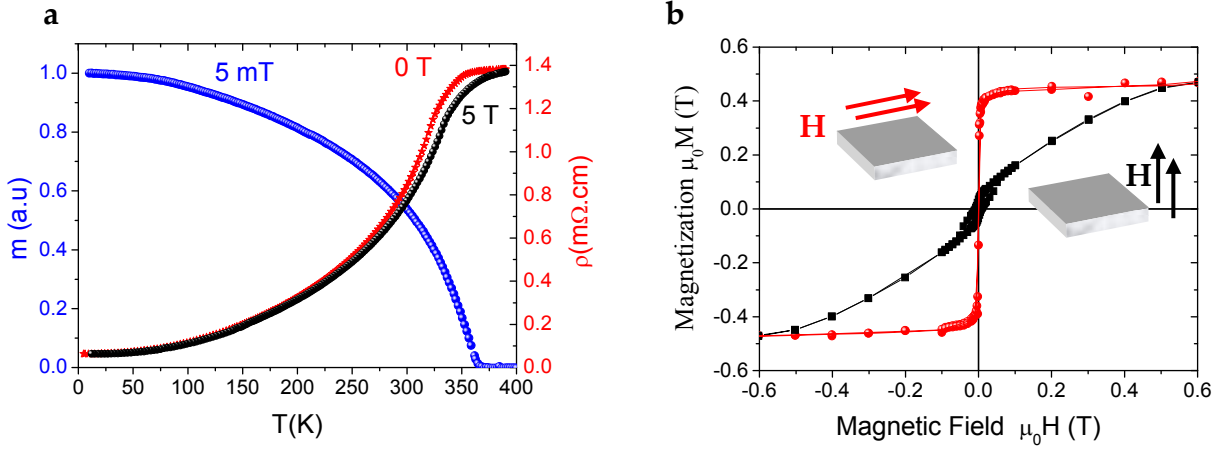 a
5 mT
0 T
5 T
m (a.u)
1.0
0.8
0.6
0.4
0.2
0.0
ρ(mΩ.cm)
1.4
1.2
1.0
0.8
0.6
0.4
0.2
0.0
0 50 100 150 200 250 300 350 400
T(K)
b
H
H
Magnetization μ₀M (T)
0.6
0.4
0.2
0.0
-0.2
-0.4
-0.6
-0.6 -0.4 -0.2 0.0 0.2 0.4 0.6
Magnetic Field μ₀H (T)